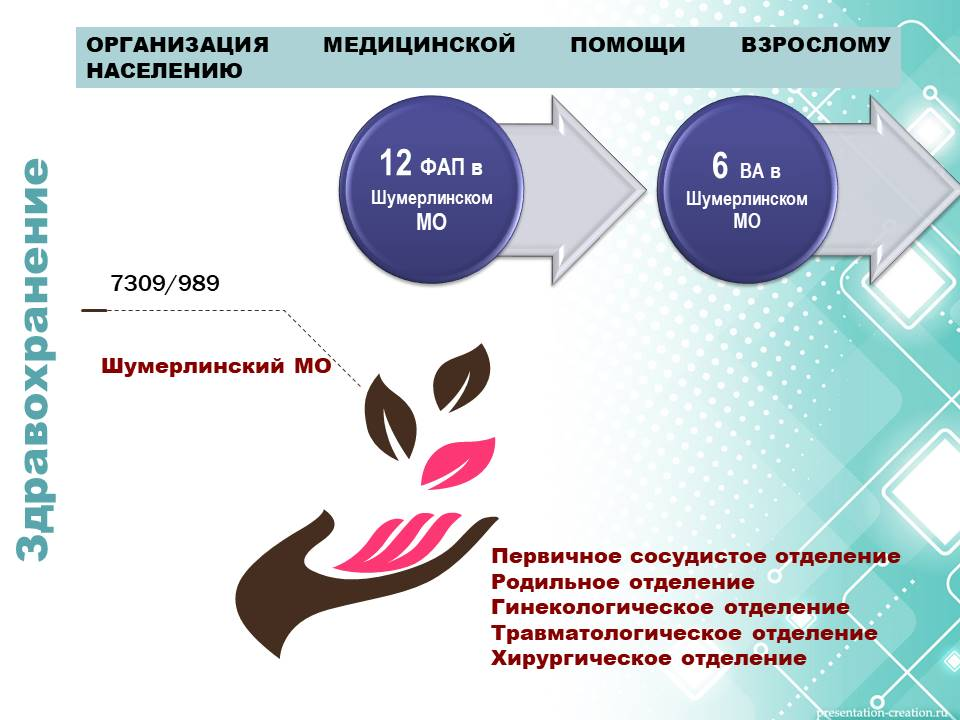 ОРГАНИЗАЦИЯ МЕДИЦИНСКОЙ ПОМОЩИ ВЗРОСЛОМУ
НАСЕЛЕНИЮ
Здравохранение
12 ФАП в
Шумерлинском
МО
6 ВА в
Шумерлинском
МО
7309/989
Шумерлинский МО
Первичное сосудистое отделение
Родильное отделение
Гинекологическое отделение
Травматологическое отделение
Хирургическое отделение
presentation-creation.ru